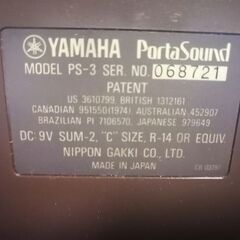 YAMAHA PortaSound
MODEL PS-3 SER. NO. 068721
PATENT
US 3610799, BRITISH 1312161
CANADIAN 951550(1974), AUSTRALIAN 452907
BRAZILIAN PI 7106570, JAPANESE 979649
DC: 9V SUM-2, "C" SIZE, R-14 OR EQUIV.
NIPPON GAKKI CO., LTD.
MADE IN JAPAN